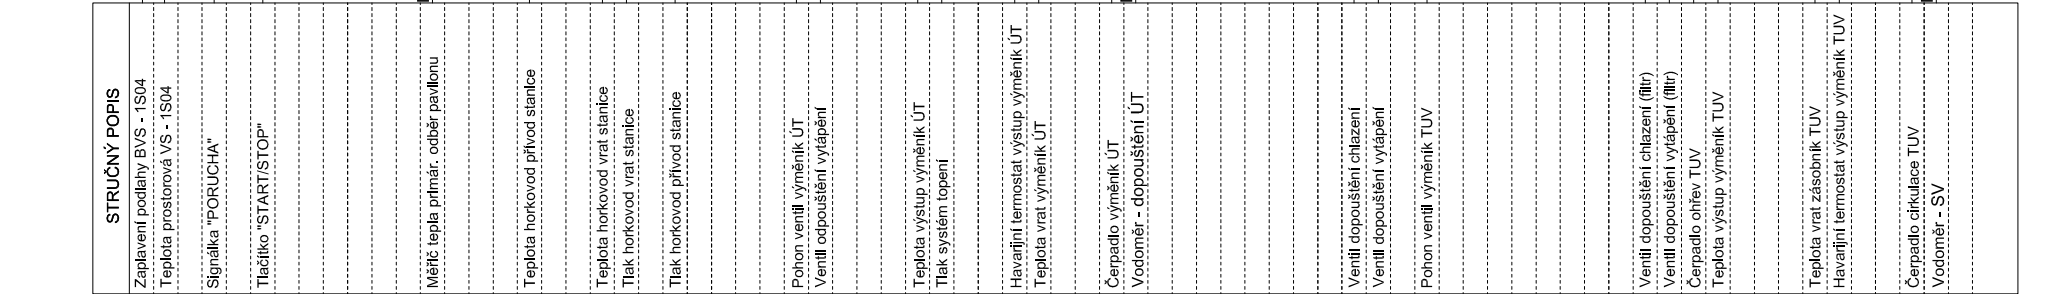 STRUČNÝ POPIS
Zaplavení podlahy BVS - 1S04
Teplota prostorová VS - 1S04
Signálka "PORUCHA"
Tlačítko "START/STOP"
Měřič tepla primár. odběr pavilonu
Teplota horkovod přívod stanice
Teplota horkovod vrat stanice
Tlak horkovod vrat stanice
Tlak horkovod přívod stanice
Pohon ventil výměník ÚT
Ventil odpouštění vytápění
Teplota výstup výměník ÚT
Tlak systém topení
Havarijní termostat výstup výměník ÚT
Teplota vrat výměník ÚT
Čerpadlo výměník ÚT
Vodoměr - dopouštění ÚT
Ventil dopouštění chlazení
Ventil dopouštění vytápění
Pohon ventil výměník TUV
Ventil dopouštění chlazení (filtr)
Ventil dopouštění vytápění (filtr)
Čerpadlo ohřev TUV
Teplota výstup výměník TUV
Teplota vrat zásobník TUV
Havarijní termostat výstup výměník TUV
Čerpadlo cirkulace TUV
Vodoměr - SV